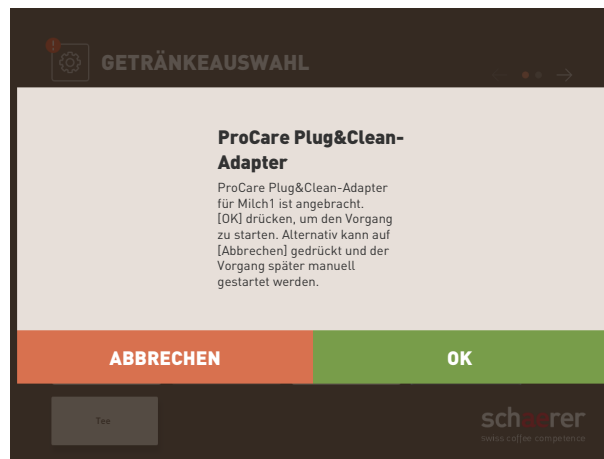 !
GETRÄNKEAUSWAHL
ProCare Plug&Clean-
Adapter
ProCare Plug&Clean-Adapter
für Milch1 ist angebracht.
[OK] drücken, um den Vorgang
zu starten. Alternativ kann auf
[Abbrechen] gedrückt und der
Vorgang später manuell
gestartet werden.
ABBRECHEN
OK
Tee
schaerer
swiss coffee competence